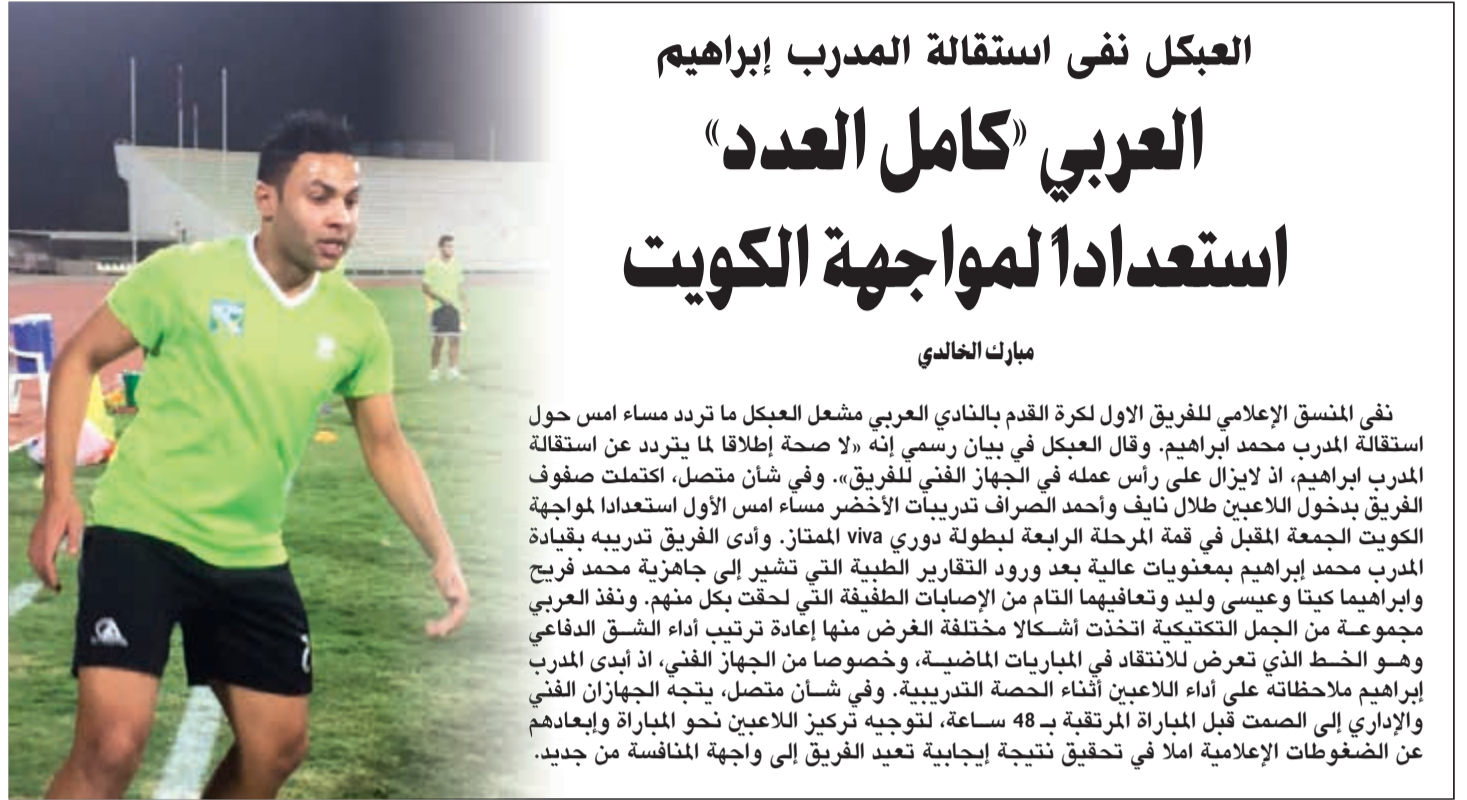 العبكل نفى استقالة المدرب إبراهيم
العربي «كامل العدد»
استعداداً لمواجهة الكويت
مبارك الخالدي
نفى المنسق الإعلامي للفريق الاول لكرة القدم بالنادي العربي مشعل العبكل ما تردد مساء امس حول
استقالة المدرب محمد ابراهيم. وقال العبكل في بيان رسمي إنه «لا صحة إطلاقا لما يتردد عن استقالة
المدرب ابراهيم، اذ لايزال على رأس عمله في الجهاز الفني للفريق». وفي شأن متصل، اكتملت صفوف
الفريق بدخول اللاعبين طلال نايف وأحمد الصراف تدريبات الأخضر مساء امس الأول استعدادا لمواجهة
الكويت الجمعة المقبل في قمة المرحلة الرابعة لبطولة دوري viva الممتاز. وأدى الفريق تدريبه بقيادة
المدرب محمد إبراهيم بمعنويات عالية بعد ورود التقارير الطبية التي تشير إلى جاهزية محمد فريح
وابراهيما كيتا وعيسى وليد وتعافيهما التام من الإصابات الطفيفة التي لحقت بكل منهم. ونفذ العربي
مجموعة من الجمل التكتيكية اتخذت أشكالا مختلفة الغرض منها إعادة ترتيب أداء الشق الدفاعي
وهو الخط الذي تعرض للانتقاد في المباريات الماضية، وخصوصا من الجهاز الفني، اذ أبدى المدرب
إبراهيم ملاحظاته على أداء اللاعبين أثناء الحصة التدريبية. وفي شأن متصل، يتجه الجهازان الفني
والإداري إلى الصمت قبل المباراة المرتقبة بـ 48 ساعة، لتوجيه تركيز اللاعبين نحو المباراة وإبعادهم
عن الضغوطات الإعلامية املا في تحقيق نتيجة إيجابية تعيد الفريق إلى واجهة المنافسة من جديد.